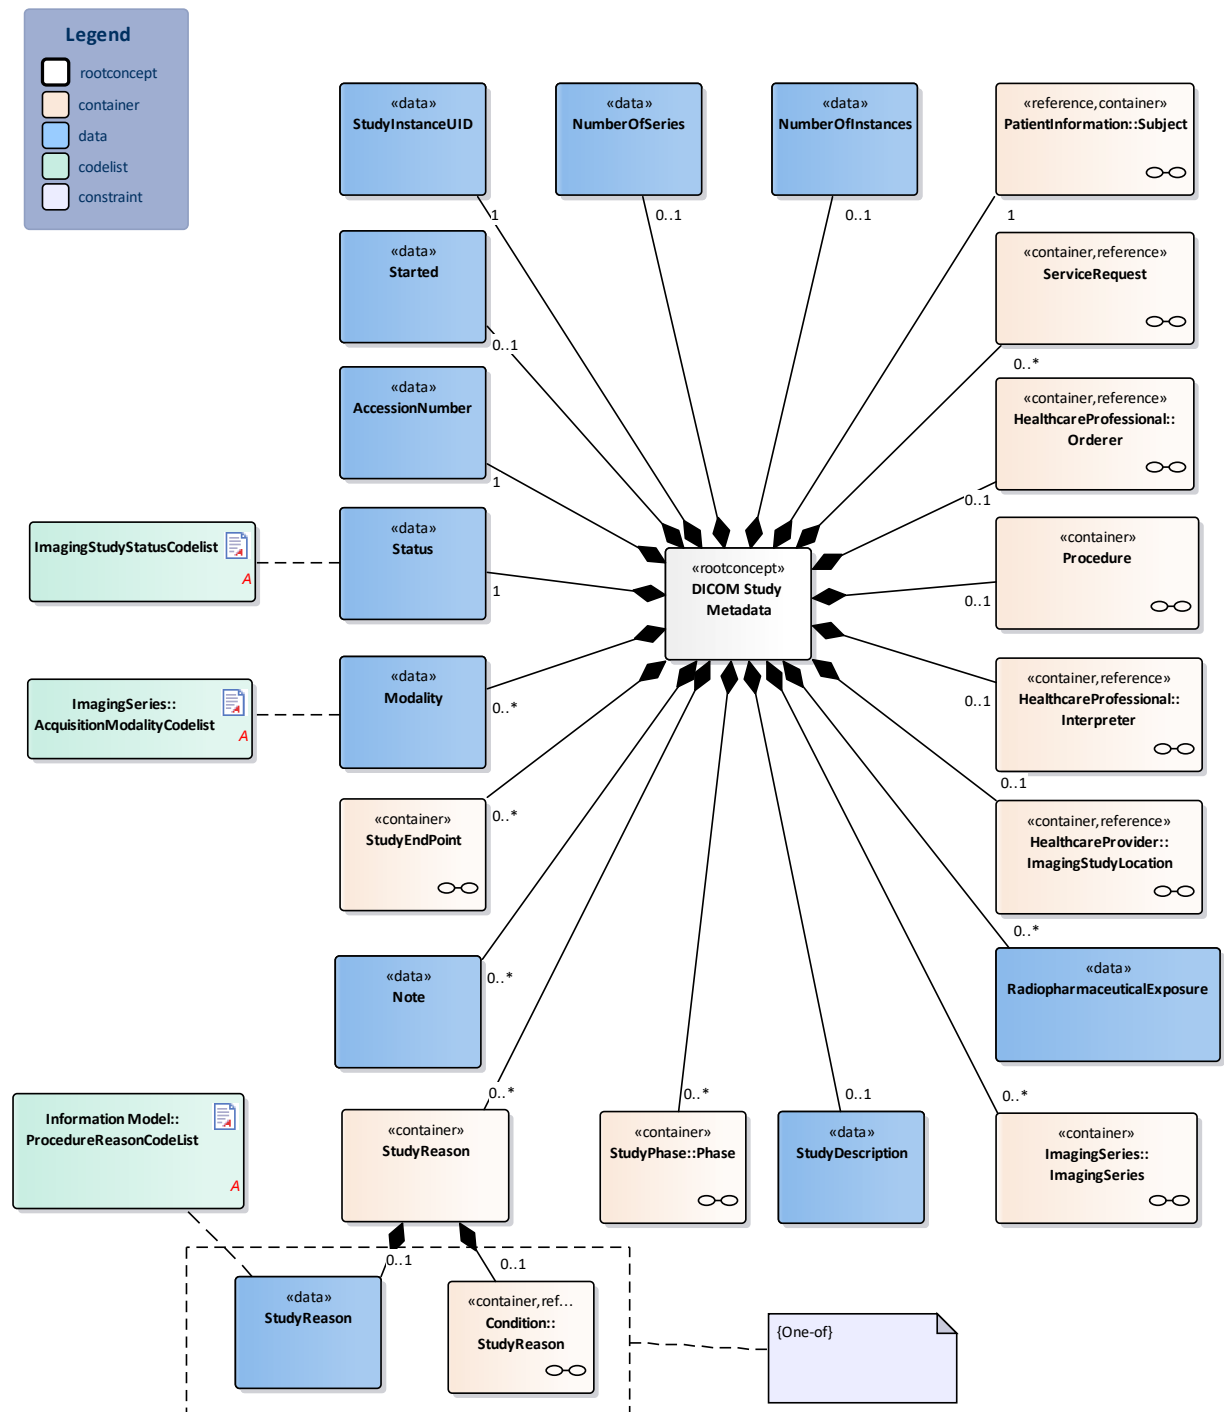 Legend
rootconcept
container
data
codelist
constraint
«data»
StudyInstanceUID
1
«data»
NumberOfSeries
0..1
«data»
NumberOfInstances
0..1
«reference,container»
PatientInformation::Subject
1
«data»
Started
0..1
«container,reference»
ServiceRequest
0..*
«data»
AccessionNumber
1
«container,reference»
HealthcareProfessional::
Orderer
0..1
ImagingStudyStatusCodelist
A
«data»
Status
1
«rootconcept»
DICOM Study
Metadata
«container»
Procedure
0..1
ImagingSeries::
AcquisitionModalityCodelist
A
«data»
Modality
0..*
«container,reference»
HealthcareProfessional::
Interpreter
0..1
«container»
StudyEndPoint
0..*
«container,reference»
HealthcareProvider::
ImagingStudyLocation
0..1
«data»
Note
0..*
«data»
RadiopharmaceuticalExposure
0..*
Information Model::
ProcedureReasonCodeList
A
«container»
StudyReason
0..*
«container»
StudyPhase::Phase
0..*
«data»
StudyDescription
0..1
ImagingSeries::
ImagingSeries
«container»
0..*
«data»
StudyReason
0..1
«container,ref...
Condition::
StudyReason
0..1
{One-of}